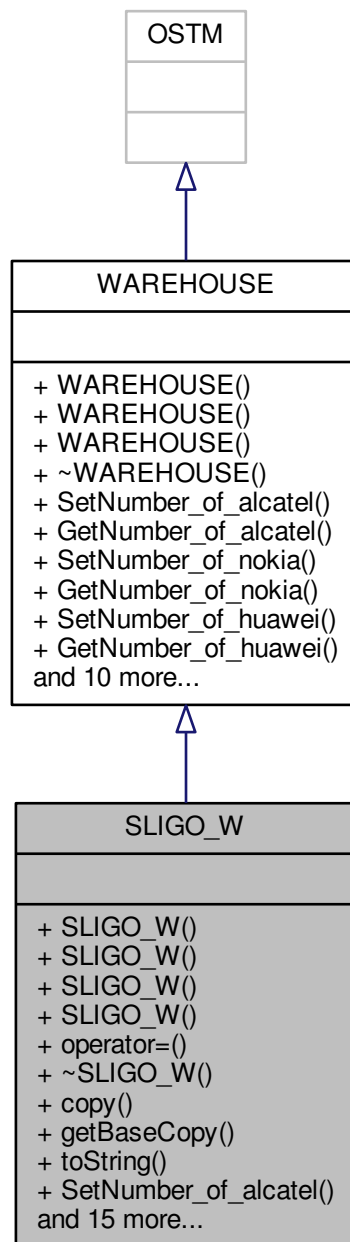 OSTM
WAREHOUSE
+ WAREHOUSE()
+ WAREHOUSE()
+ WAREHOUSE()
+ ~WAREHOUSE()
+ SetNumber_of_alcatel()
+ GetNumber_of_alcatel()
+ SetNumber_of_nokia()
+ GetNumber_of_nokia()
+ SetNumber_of_huawei()
+ GetNumber_of_huawei()
and 10 more...
SLIGO_W
+ SLIGO_W()
+ SLIGO_W()
+ SLIGO_W()
+ SLIGO_W()
+ operator=()
+ ~SLIGO_W()
+ copy()
+ getBaseCopy()
+ toString()
+ SetNumber_of_alcatel()
and 15 more...